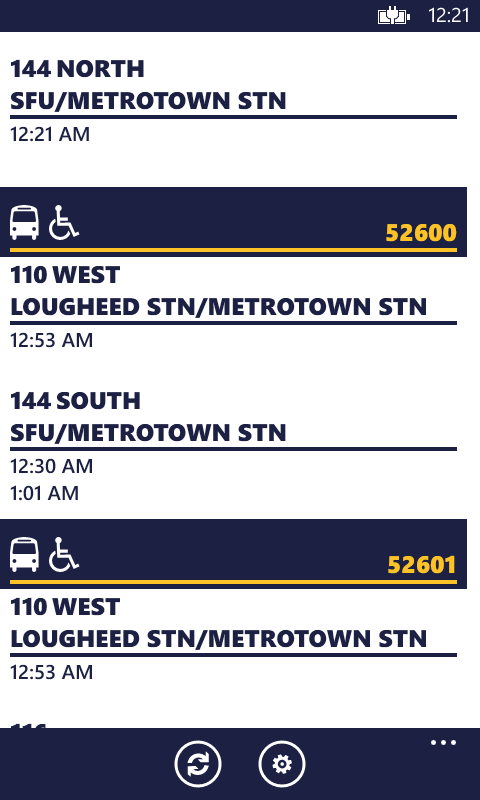 12:21
144 NORTH
SFU/METROTOWN STN
12:21 AM
52600
110 WEST
LOUGHEED STN/METROTOWN STN
12:53 AM
144 SOUTH
SFU/METROTOWN STN
12:30 AM
1:01 AM
52601
110 WEST
LOUGHEED STN/METROTOWN STN
12:53 AM